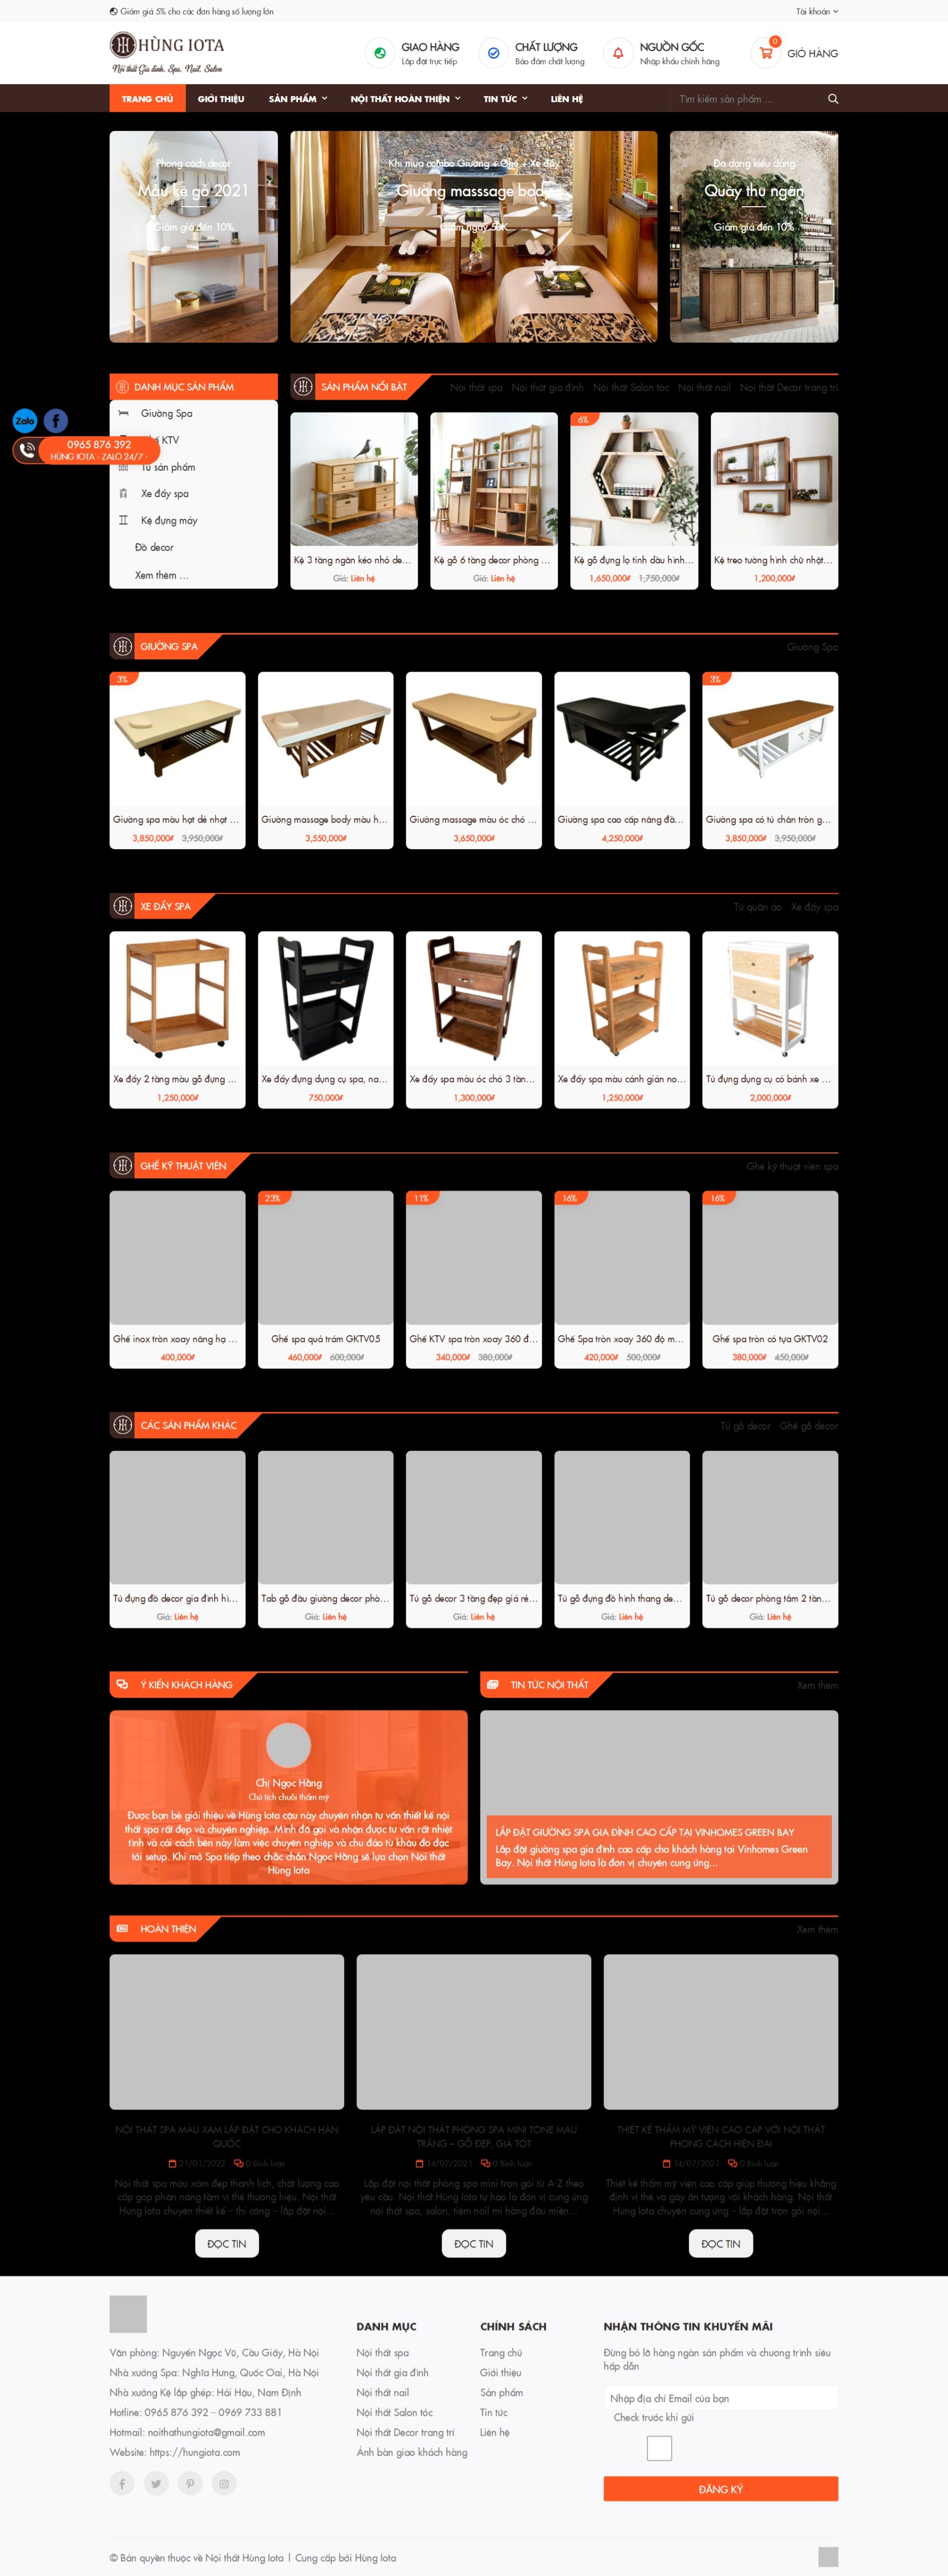 Giảm giá 5% cho các đơn hàng số lượng lớn
Tài khoản
HÙNG IOTA
Nội thất Gia đình, Spa, Nail, Salon
GIAO HÀNG
Lắp đặt trực tiếp
CHẤT LƯỢNG
Bảo đảm chất lượng
NGUỒN GỐC
Nhập khẩu chính hãng
0
GIỎ HÀNG
TRANG CHỦ
GIỚI THIỆU
SẢN PHẨM
NỘI THẤT HOÀN THIỆN
TIN TỨC
LIÊN HỆ
Tìm kiếm sản phẩm ...
Phong cách decor
Mẫu kệ gỗ 2021
Giảm giá đến 10%
Khi mua combo Giường + Ghế + Xe đẩy
Giường masssage body
Giảm ngay 50K
Đa dạng kiểu dáng
Quầy thu ngân
Giảm giá đến 10%
DANH MỤC SẢN PHẨM
Giường Spa
KTV
Tủ sản phẩm
Xe đẩy spa
Kệ đựng máy
Đồ decor
Xem thêm ...
Zalo
0965 876 392
HÙNG IOTA - ZALO 24/7 -
SẢN PHẨM NỔI BẬT
Nội thất spa
Nội thất gia đình
Nội thất Salon tóc
Nội thất nail
Nội thất Decor trang trí
Kệ 3 tầng ngăn kéo nhỏ de...
Giá: Liên hệ
Kệ gỗ 6 tầng decor phòng ...
Giá: Liên hệ
6%
Kệ gỗ đựng lọ tinh dầu hình...
1,650,000₫ 1,750,000₫
Kệ treo tường hình chữ nhật...
1,200,000₫
GIƯỜNG SPA
Giường Spa
3%
Giường spa màu hạt dẻ nhạt ...
3,850,000₫ 3,950,000₫
Giường massage body màu h...
3,550,000₫
Giường massage màu óc chó ...
3,650,000₫
Giường spa cao cấp nâng đầ...
4,250,000₫
3%
Giường spa có tủ chân tròn g...
3,850,000₫ 3,950,000₫
XE ĐẨY SPA
Tủ quần áo
Xe đẩy spa
Xe đẩy 2 tầng màu gỗ đựng ...
1,250,000₫
Xe đẩy đựng dụng cụ spa, na...
750,000₫
Xe đẩy spa màu óc chó 3 tần...
1,300,000₫
Xe đẩy spa màu cánh gián no...
1,250,000₫
Tủ đựng dụng cụ có bánh xe ...
2,000,000₫
GHẾ KỸ THUẬT VIÊN
Ghế kỹ thuật viên spa
Ghế inox tròn xoay nâng hạ ...
400,000₫
23%
Ghế spa quả trám GKTV05
460,000₫ 600,000₫
11%
Ghế KTV spa tròn xoay 360 đ...
340,000₫ 380,000₫
16%
Ghế Spa tròn xoay 360 độ m...
420,000₫ 500,000₫
16%
Ghế spa tròn có tựa GKTV02
380,000₫ 450,000₫
CÁC SẢN PHẨM KHÁC
Tủ gỗ decor
Ghế gỗ decor
Tủ đựng đồ decor gia đình hì...
Giá: Liên hệ
Tab gỗ đầu giường decor phò...
Giá: Liên hệ
Tủ gỗ decor 3 tầng đẹp giá rẻ...
Giá: Liên hệ
Tủ gỗ đựng đồ hình thang de...
Giá: Liên hệ
Tủ gỗ decor phòng tắm 2 tần...
Giá: Liên hệ
Ý KIẾN KHÁCH HÀNG
Chị Ngọc Hằng
Chủ tịch chuỗi thẩm mỹ
Được bạn bè giới thiệu về Hùng Iota cậu này chuyên nhận tư vấn thiết kế nội
thất spa rất đẹp và chuyên nghiệp. Mình đã gọi và nhận được tư vấn rất nhiệt
tình và cái cách bên này làm việc chuyên nghiệp và chu đáo từ khâu đo đạc
tới setup. Khi mở Spa tiếp theo chắc chắn Ngọc Hằng sẽ lựa chọn Nội thất
Hùng Iota
TIN TỨC NỘI THẤT
Xem thêm
LẮP ĐẶT GIƯỜNG SPA GIA ĐÌNH CAO CẤP TẠI VINHOMES GREEN BAY
Lắp đặt giường spa gia đình cao cấp cho khách hàng tại Vinhomes Green
Bay. Nội thất Hùng Iota là đơn vị chuyên cung ứng...
HOÀN THIỆN
Xem thêm
NỘI THẤT SPA MÀU XÁM LẮP ĐẶT CHO KHÁCH HÀN
QUỐC
21/01/2022 0 Bình luận
Nội thất spa màu xám đẹp thanh lịch, chất lượng cao
cấp góp phần nâng tầm vị thế thương hiệu. Nội thất
Hùng Iota chuyên thiết kế – thi công – lắp đặt nội...
ĐỌC TIN
LẮP ĐẶT NỘI THẤT PHÒNG SPA MINI TONE MÀU
TRẮNG – GỖ ĐẸP, GIÁ TỐT
14/07/2021 0 Bình luận
Lắp đặt nội thất phòng spa mini trọn gói từ A-Z theo
yêu cầu. Nội thất Hùng Iota tự hào là đơn vị cung ứng
nội thất spa, salon, tiệm nail mi hàng đầu miền...
ĐỌC TIN
THIẾT KẾ THẨM MỸ VIỆN CAO CẤP VỚI NỘI THẤT
PHONG CÁCH HIỆN ĐẠI
14/07/2021 0 Bình luận
Thiết kế thẩm mỹ viện cao cấp giúp thương hiệu khẳng
định vị thế và gây ấn tượng với khách hàng. Nội thất
Hùng Iota chuyên cung ứng – lắp đặt trọn gói nội...
ĐỌC TIN
Văn phòng: Nguyễn Ngọc Vũ, Cầu Giấy, Hà Nội
Nhà xưởng Spa: Nghĩa Hưng, Quốc Oai, Hà Nội
Nhà xưởng Kệ lắp ghép: Hải Hậu, Nam Định
Hotline: 0965 876 392 – 0969 733 881
Hotmail: noithathungiota@gmail.com
Website: https://hungiota.com
DANH MỤC
Nội thất spa
Nội thất gia đình
Nội thất nail
Nội thất Salon tóc
Nội thất Decor trang trí
Ảnh bàn giao khách hàng
CHÍNH SÁCH
Trang chủ
Giới thiệu
Sản phẩm
Tin tức
Liên hệ
NHẬN THÔNG TIN KHUYẾN MÃI
Đừng bỏ lỡ hàng ngàn sản phẩm và chương trình siêu
hấp dẫn
Nhập địa chỉ Email của bạn
Check trước khi gửi
ĐĂNG KÝ
© Bản quyền thuộc về Nội thất Hùng Iota | Cung cấp bởi Hùng Iota